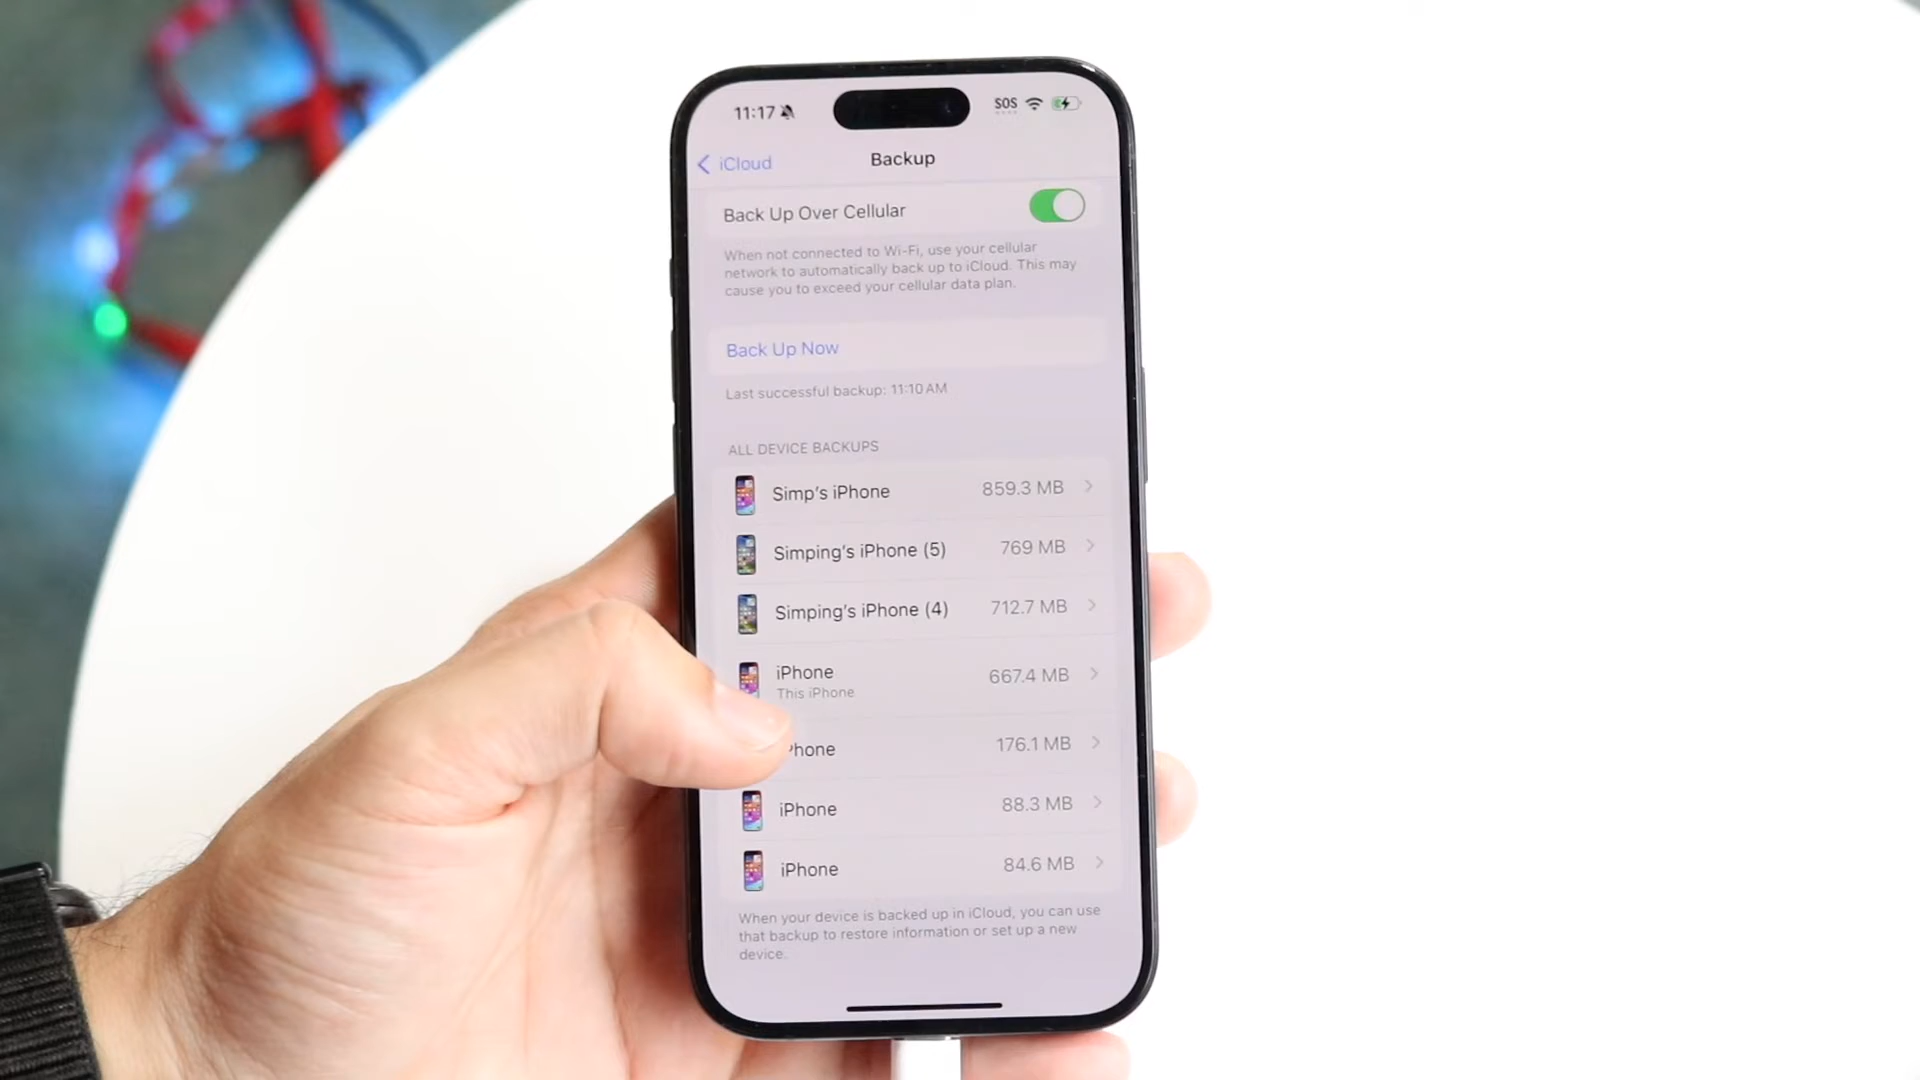 11:17
SOS
iCloud
Backup
Back Up Over Cellular
When not connected to Wi-Fi, use your cellular
network to automatically back up to iCloud. This may
cause you to exceed your cellular data plan.
Back Up Now
Last successful backup: 11:10 AM
ALL DEVICE BACKUPS
Simp's iPhone 859.3 MB
Simping's iPhone (5) 769 MB
Simping's iPhone (4) 712.7 MB
iPhone 667.4 MB
This iPhone
Phone 176.1 MB
iPhone 88.3 MB
iPhone 84.6 MB
When your device is backed up in iCloud, you can use
that backup to restore information or set up a new
device.